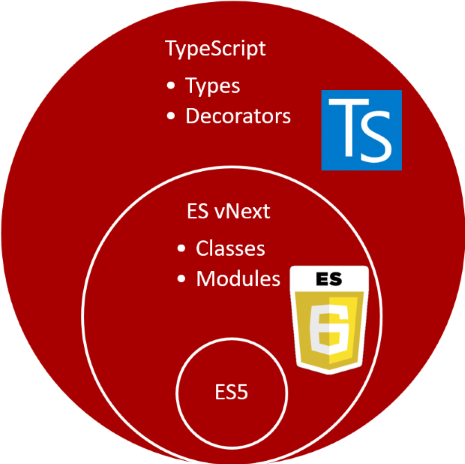 TypeScript
• Types
• Decorators
TS
ES vNext
• Classes
• Modules
ES
6
ES5